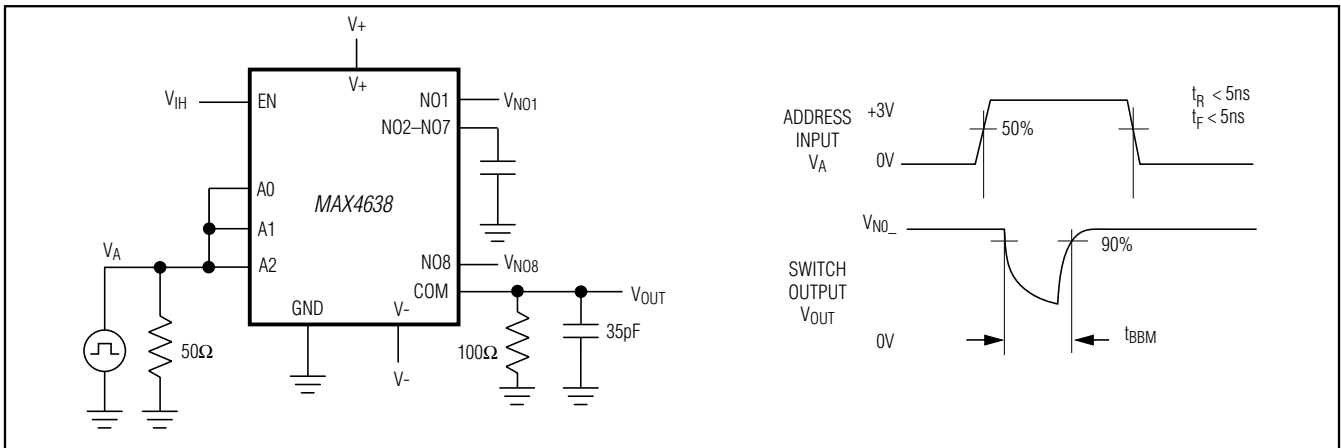 V+
V+
VIH
EN
NO1
VNO1
NO2–NO7
A0
MAX4638
A1
VA
A2
NO8
VNO8
COM
VOUT
GND
V-
50Ω
100Ω
35pF
V-
ADDRESS
INPUT
VA
+3V
0V
50%
tR < 5ns
tF < 5ns
VN0_
90%
SWITCH
OUTPUT
VOUT
0V
tBBM